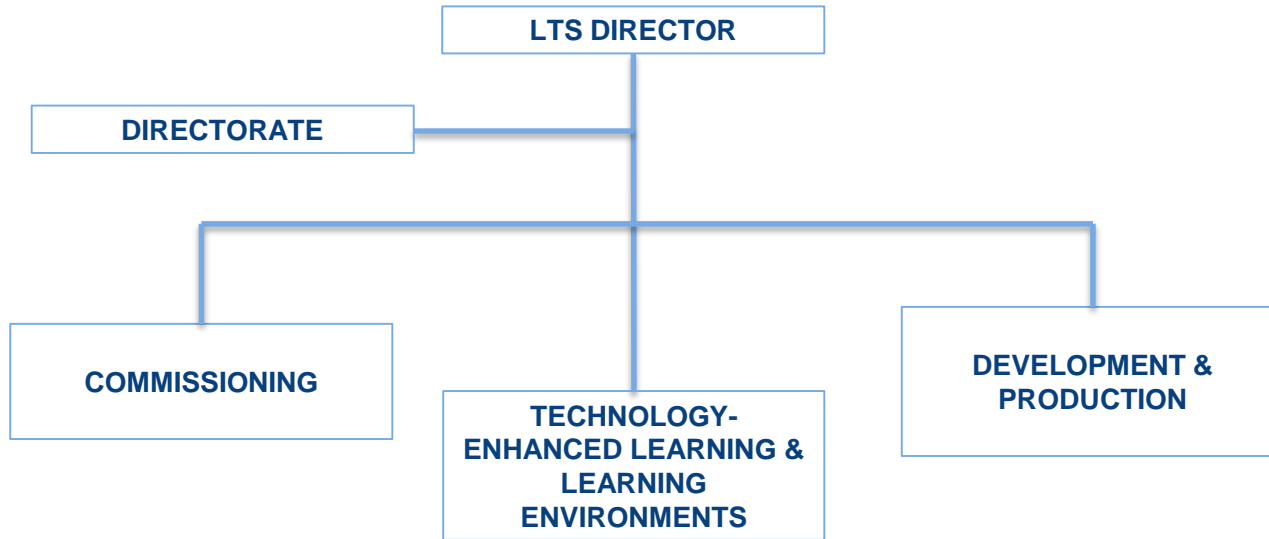 LTS DIRECTOR
DIRECTORATE
COMMISSIONING
TECHNOLOGY-
ENHANCED LEARNING &
LEARNING
ENVIRONMENTS
DEVELOPMENT &
PRODUCTION